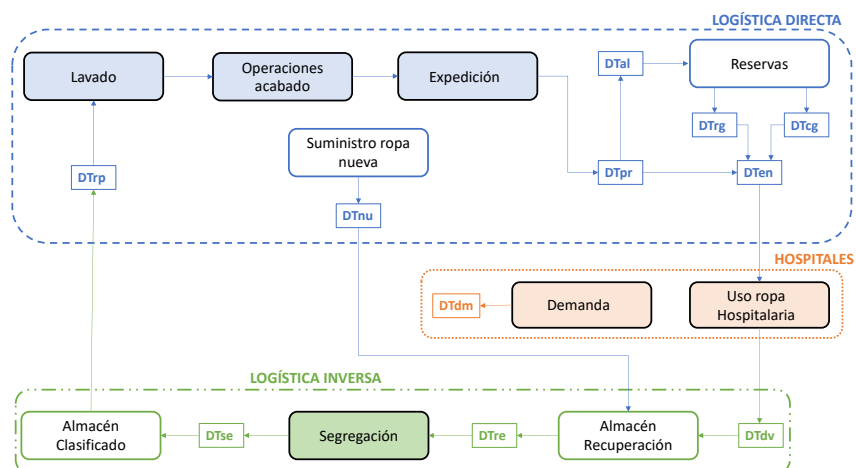 LOGÍSTICA DIRECTA
Lavado
Operaciones
acabado
Expedición
DTal
Reservas
DTrg
DTcg
Suministro ropa
nueva
DTrp
DTpr
DTen
DTnu
HOSPITALES
DTdm
Demanda
Uso ropa
Hospitalaria
LOGÍSTICA INVERSA
Almacén
Clasificado
DTse
Segregación
DTre
Almacén
Recuperación
DTdv